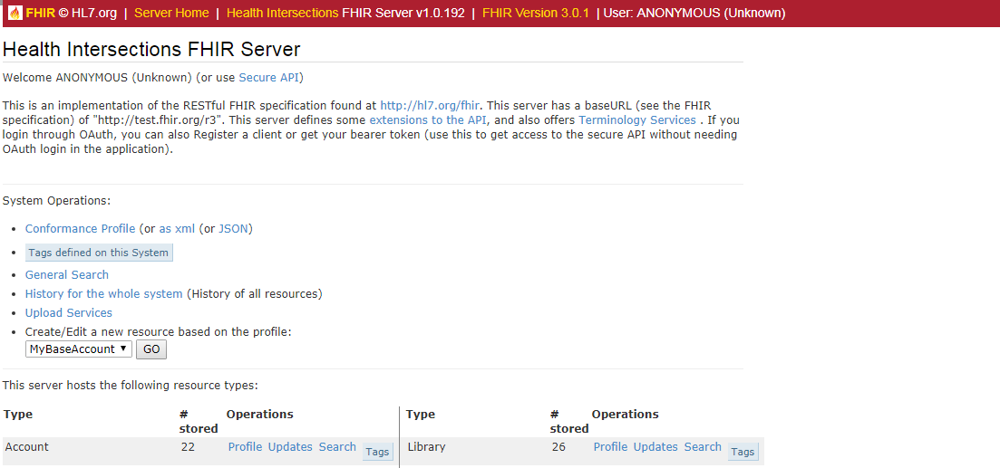 FHIR © HL7.org | Server Home | Health Intersections FHIR Server v1.0.192 | FHIR Version 3.0.1 | User: ANONYMOUS (Unknown)
Health Intersections FHIR Server
Welcome ANONYMOUS (Unknown) (or use Secure API)
This is an implementation of the RESTful FHIR specification found at http://hl7.org/fhir. This server has a baseURL (see the FHIR
specification) of "http://test.fhir.org/r3". This server defines some extensions to the API, and also offers Terminology Services . If you
login through OAuth, you can also Register a client or get your bearer token (use this to get access to the secure API without needing
OAuth login in the application).
System Operations:
• Conformance Profile (or as xml (or JSON)
• Tags defined on this System
• General Search
• History for the whole system (History of all resources)
• Upload Services
• Create/Edit a new resource based on the profile:
MyBaseAccount ▼ GO
This server hosts the following resource types:
Type # stored Operations Type # stored Operations
Account 22 Profile Updates Search Tags Library 26 Profile Updates Search Tags